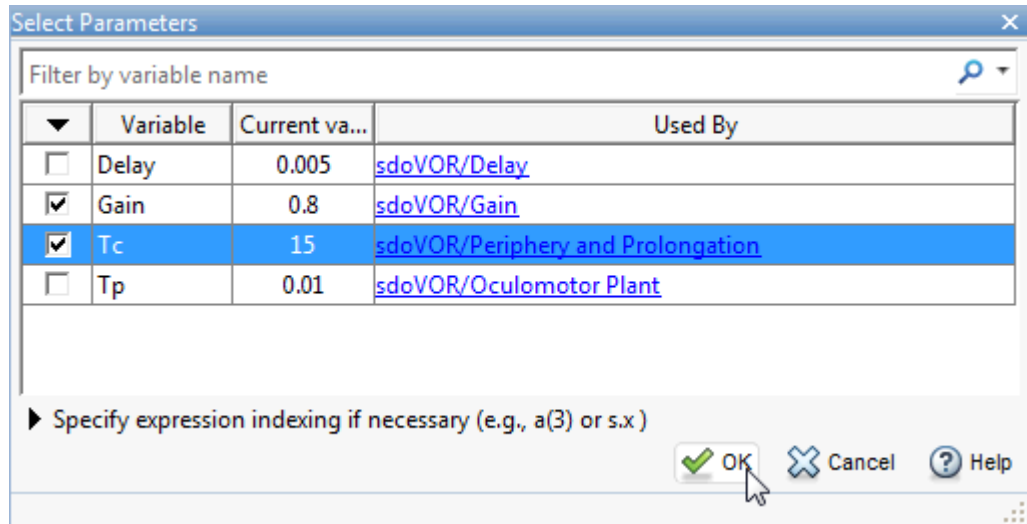 Select Parameters
Filter by variable name
Variable Current va... Used By
Delay 0.005 sdoVOR/Delay
Gain 0.8 sdoVOR/Gain
Tc 15 sdoVOR/Periphery and Prolongation
Tp 0.01 sdoVOR/Oculomotor Plant
Specify expression indexing if necessary (e.g., a(3) or s.x )
OK Cancel Help